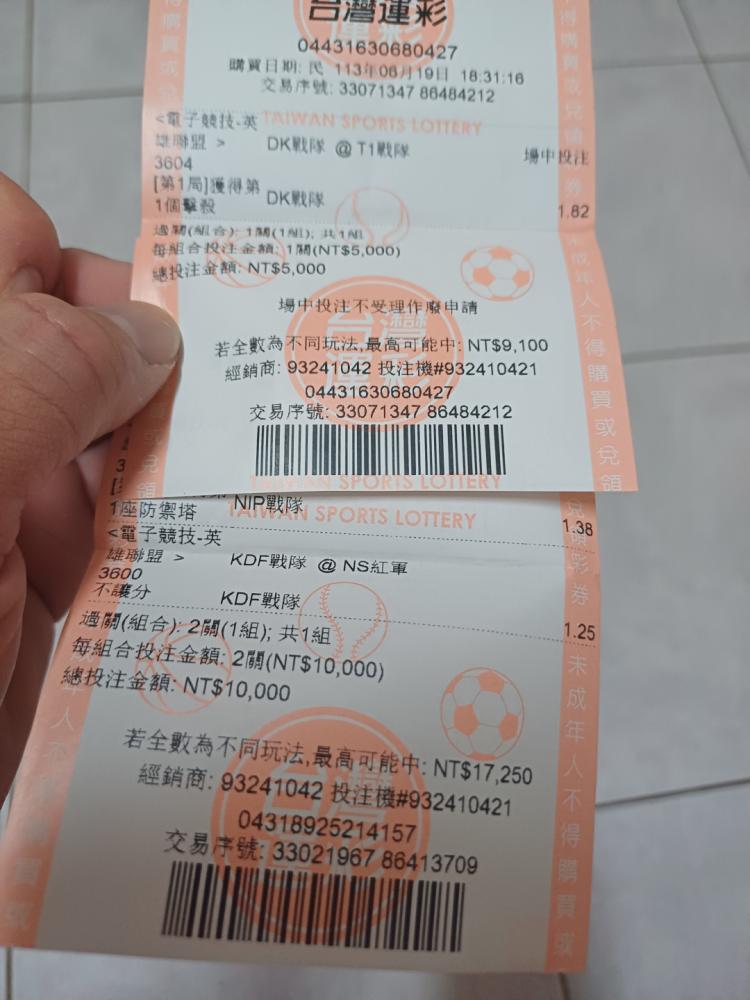 台灣運彩
04431630680427
購買日期: 民 113年06月19日 18:31:16
交易序號: 33071347 86484212
TAIWAN SPORTS LOTTERY
<電子競技-英
雄聯盟 > DK戰隊 @ T1戰隊 場中投注
3604
[第1局]獲得第
1個擊殺 DK戰隊 1.82
過關(組合): 1關(1組); 共1組
每組合投注金額: 1關(NT$5,000)
總投注金額: NT$5,000
場中投注不受理作廢申請
若全數為不同玩法,最高可能中: NT$9,100
經銷商: 93241042 投注機#932410421
04431630680427
交易序號: 33071347 86484212
未成年人不得購買或兌領
TAIWAN SPORTS LOTTERY
1座防禦塔 NIP戰隊 1.38
TAIWAN SPORTS LOTTERY
<電子競技-英
雄聯盟 > KDF戰隊 @ NS紅軍
3600
不讓分 KDF戰隊 1.25
過關(組合): 2關(1組); 共1組
每組合投注金額: 2關(NT$10,000)
總投注金額: NT$10,000
若全數為不同玩法,最高可能中: NT$17,250
經銷商: 93241042 投注機#932410421
04318925214157
交易序號: 33021967 86413709
未成年人不得購買或